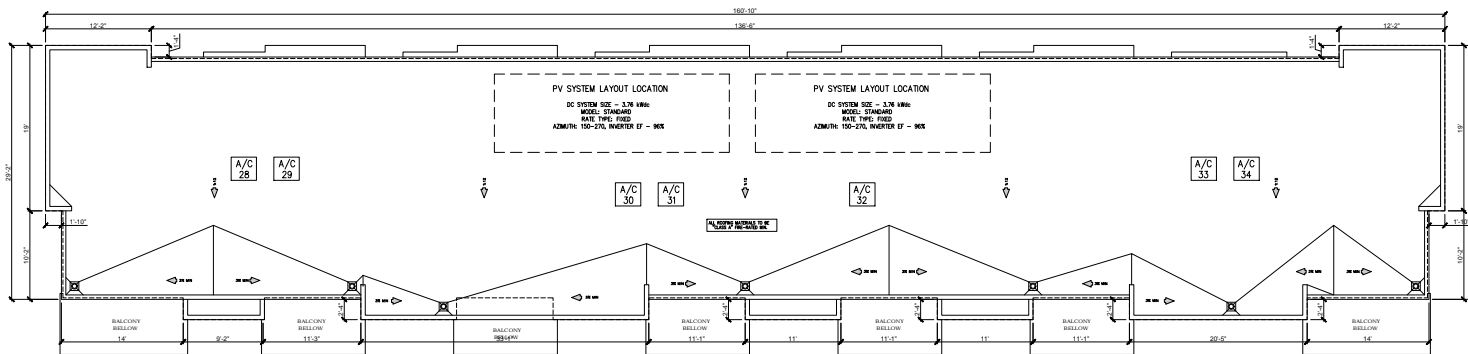 160'-10"
12'-2"
136'-6"
12'-2"
1'-4"
1'-4"
PV SYSTEM LAYOUT LOCATION
DC SYSTEM SIZE - 3.76 kWdc
MODEL: STANDARD
RATE TYPE: FIXED
AZIMUTH: 150-270, INVERTER EF - 96%
PV SYSTEM LAYOUT LOCATION
DC SYSTEM SIZE - 3.76 kWdc
MODEL: STANDARD
RATE TYPE: FIXED
AZIMUTH: 150-270, INVERTER EF - 96%
29'-2"
19'
19'
A/C
28
A/C
29
A/C
30
A/C
31
A/C
32
A/C
33
A/C
34
ALL ROOFING MATERIALS TO BE
"CLASS A" FIRE-RATED MIN.
1'-10"
1'-10"
10'-2"
10'-2"
2'-4"
2'-4"
2'-4"
2'-4"
2'-4"
BALCONY
BELLOW
BALCONY
BELLOW
BALCONY
BELLOW
BALCONY
BELLOW
BALCONY
BELLOW
BALCONY
BELLOW
BALCONY
BELLOW
14'
9'-2"
11'-3"
11'-1"
11'
11'-1"
11'
11'-1"
20'-5"
14'